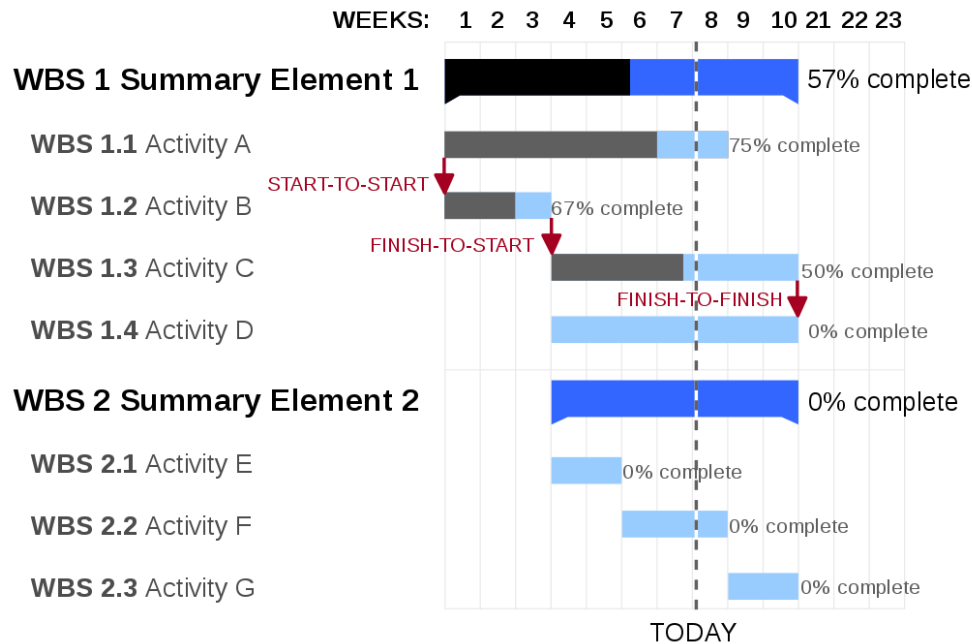 WEEKS: 1 2 3 4 5 6 7 8 9 10 21 22 23
WBS 1 Summary Element 1 57% complete
WBS 1.1 Activity A 75% complete
START-TO-START
WBS 1.2 Activity B 67% complete
FINISH-TO-START
WBS 1.3 Activity C 50% complete
FINISH-TO-FINISH
WBS 1.4 Activity D 0% complete
WBS 2 Summary Element 2 0% complete
WBS 2.1 Activity E 0% complete
WBS 2.2 Activity F 0% complete
WBS 2.3 Activity G 0% complete
TODAY